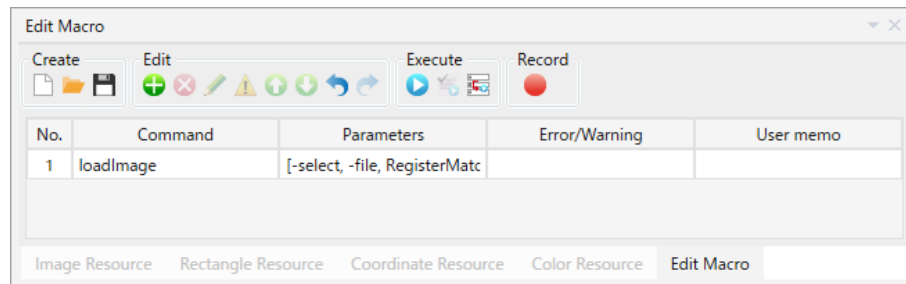 Edit Macro
Create Edit Execute Record
No. Command Parameters Error/Warning User memo
1 loadImage [-select, -file, RegisterMatc
Image Resource Rectangle Resource Coordinate Resource Color Resource Edit Macro